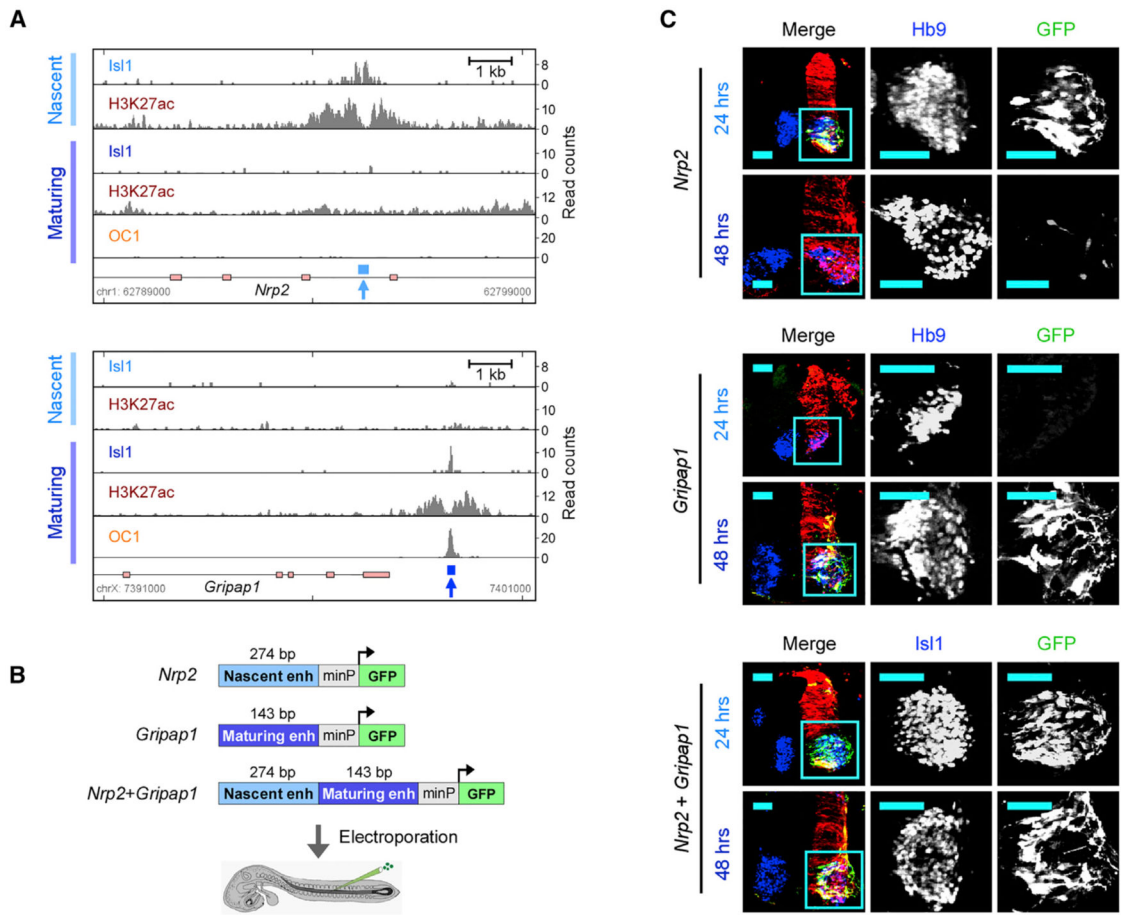 A
Nascent
Isl1
8
0
1 kb
H3K27ac
10
0
Maturing
Isl1
10
0
H3K27ac
12
0
OC1
20
0
Read counts
chr1: 62789000
Nrp2
62799000
Nascent
Isl1
8
0
1 kb
H3K27ac
10
0
Maturing
Isl1
10
0
H3K27ac
12
0
OC1
20
0
Read counts
chrX: 7391000
Gripap1
7401000
B
274 bp
Nrp2
Nascent enh
minP
GFP
143 bp
Gripap1
Maturing enh
minP
GFP
274 bp
143 bp
Nrp2+Gripap1
Nascent enh
Maturing enh
minP
GFP
Electroporation
C
Merge
Hb9
GFP
Nrp2
24 hrs
48 hrs
Merge
Hb9
GFP
Gripap1
24 hrs
48 hrs
Merge
Isl1
GFP
Nrp2 + Gripap1
24 hrs
48 hrs